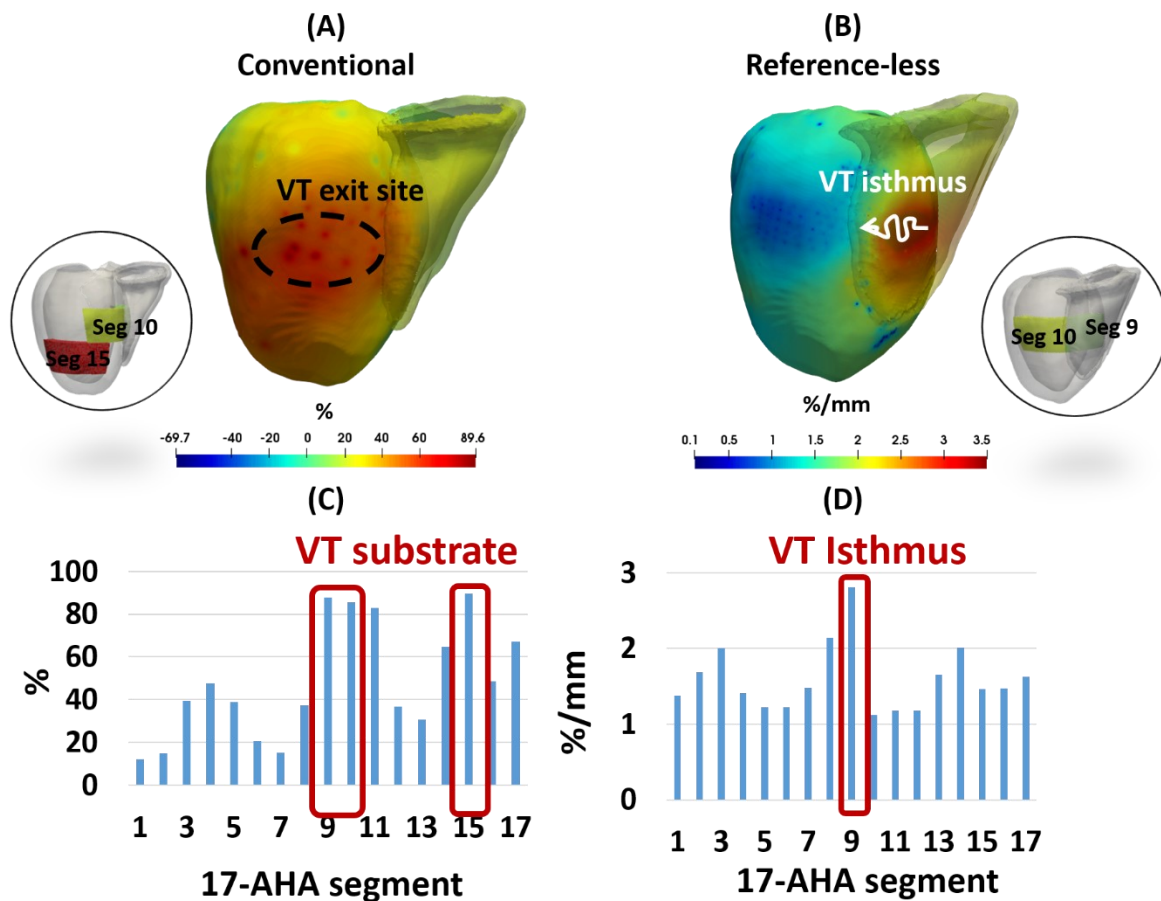 (A)
Conventional
(B)
Reference-less
VT exit site
VT isthmus
Seg 10
Seg 15
Seg 10
Seg 9
%
-69.7 -40 -20 0 20 40 60 89.6
%/mm
0.1 0.5 1 1.5 2 2.5 3 3.5
(C)
VT substrate
%
100
80
60
40
20
0
1 3 5 7 9 11 13 15 17
17-AHA segment
(D)
VT Isthmus
%/mm
3
2
1
0
1 3 5 7 9 11 13 15 17
17-AHA segment